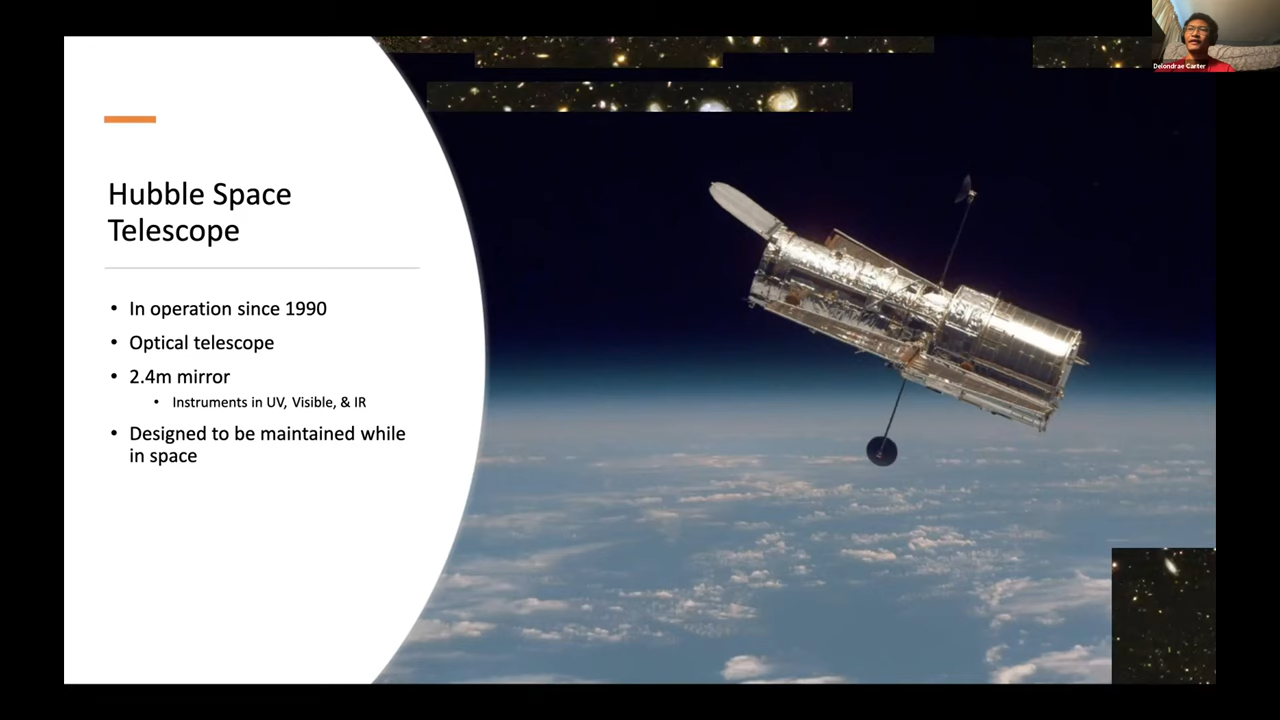 Delondrae Carter
Hubble Space
Telescope
• In operation since 1990
• Optical telescope
• 2.4m mirror
• Instruments in UV, Visible, & IR
• Designed to be maintained while
in space